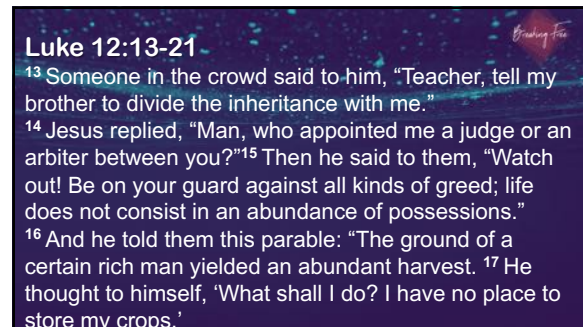 Breaking Free
Luke 12:13-21
13 Someone in the crowd said to him, “Teacher, tell my
brother to divide the inheritance with me.”
14 Jesus replied, “Man, who appointed me a judge or an
arbiter between you?”15 Then he said to them, “Watch
out! Be on your guard against all kinds of greed; life
does not consist in an abundance of possessions.”
16 And he told them this parable: “The ground of a
certain rich man yielded an abundant harvest. 17 He
thought to himself, ‘What shall I do? I have no place to
store my crops.’